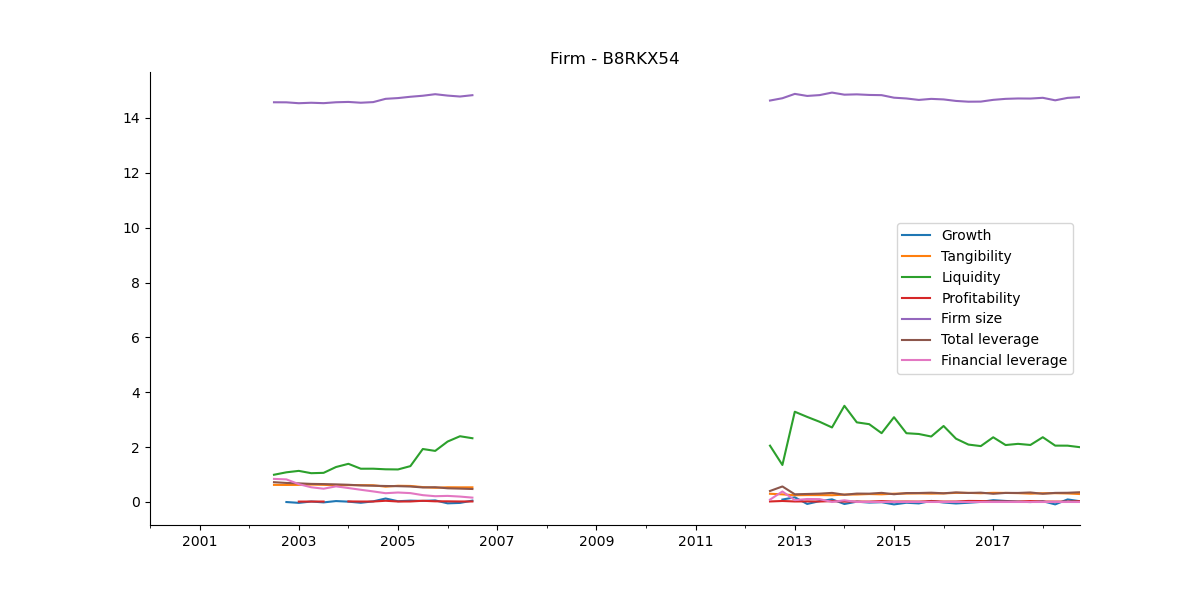 Firm - B8RKX54
14
12
10
8
6
4
2
0
Growth
Tangibility
Liquidity
Profitability
Firm size
Total leverage
Financial leverage
2001 2003 2005 2007 2009 2011 2013 2015 2017